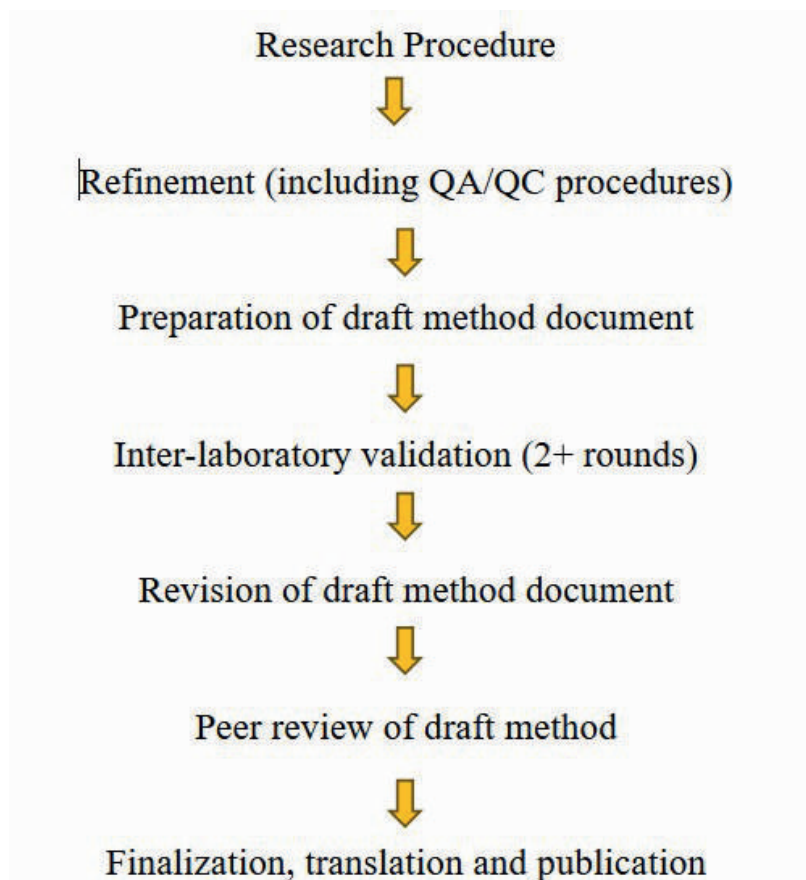 Research Procedure
Refinement (including QA/QC procedures)
Preparation of draft method document
Inter-laboratory validation (2+ rounds)
Revision of draft method document
Peer review of draft method
Finalization, translation and publication